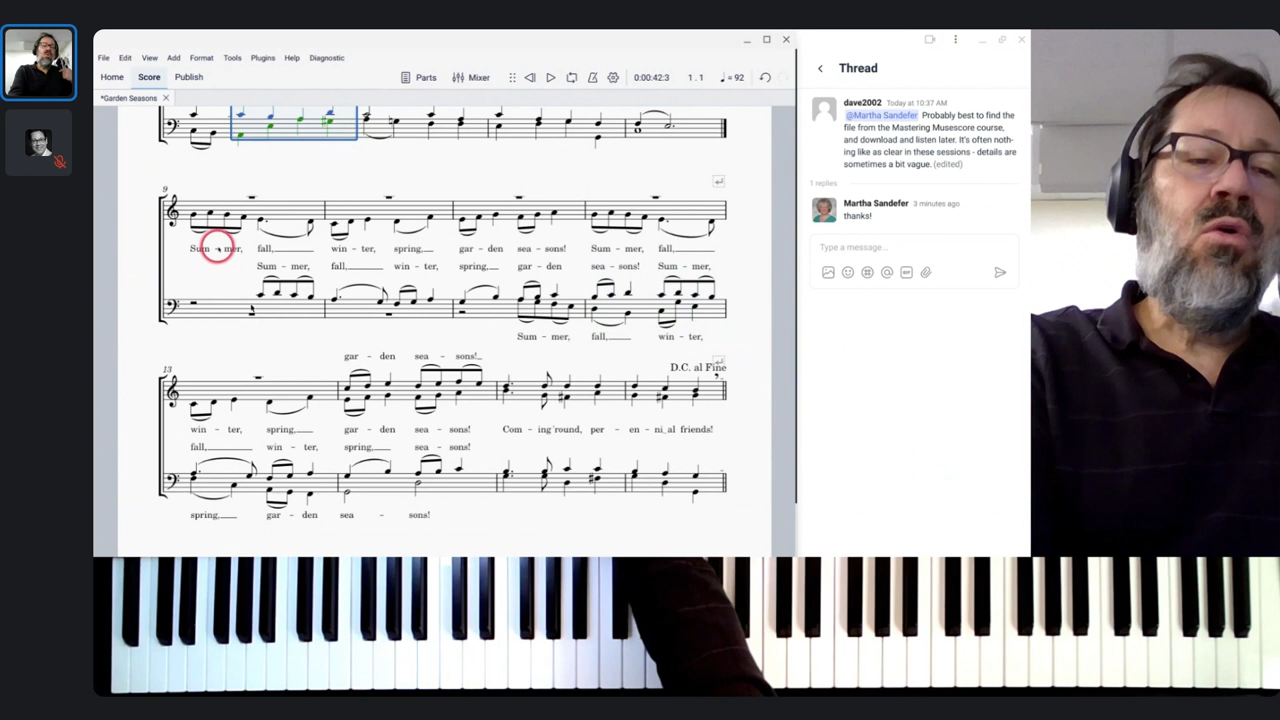 File Edit View Add Format Tools Plugins Help Diagnostic
Home Score Publish
Parts Mixer 0:00:42:3 1 . 1 = 92
*Garden Seasons
9
Sum - mer, fall, win - ter, spring, gar - den sea - sons! Sum - mer, fall,
Sum - mer, fall, win - ter, spring, gar - den sea - sons! Sum - mer,
Sum - mer, fall, win - ter,
gar - den sea - sons!
13
D.C. al Fine
win - ter, spring, gar - den sea - sons! Com - ing 'round, per - en - ni_al friends!
fall, win - ter, spring, sea - sons!
spring, gar - den sea - sons!
Thread
dave2002 Today at 10:37 AM
@Martha Sandefer Probably best to find the
file from the Mastering Musescore course,
and download and listen later. It's often noth-
ing like as clear in these sessions - details are
sometimes a bit vague. (edited)
1 replies
Martha Sandefer 3 minutes ago
thanks!
Type a message...
GIF